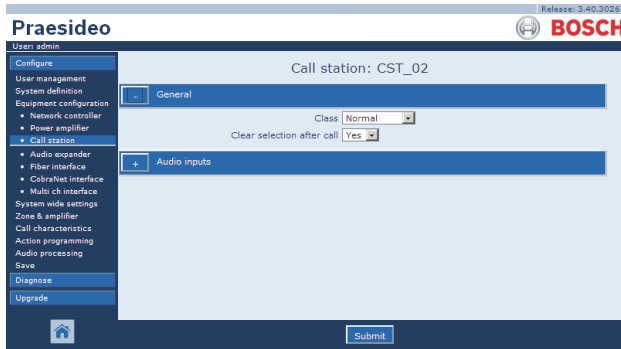 Release: 3.40.3026
Praesideo
BOSCH
User: admin
Configure
User management
System definition
Equipment configuration
• Network controller
• Power amplifier
• Call station
• Audio expander
• Fiber interface
• CobraNet interface
• Multi ch interface
System wide settings
Zone & amplifier
Call characteristics
Action programming
Audio processing
Save
Diagnose
Upgrade
Call station: CST_02
- General
Class Normal
Clear selection after call Yes
+ Audio inputs
Submit